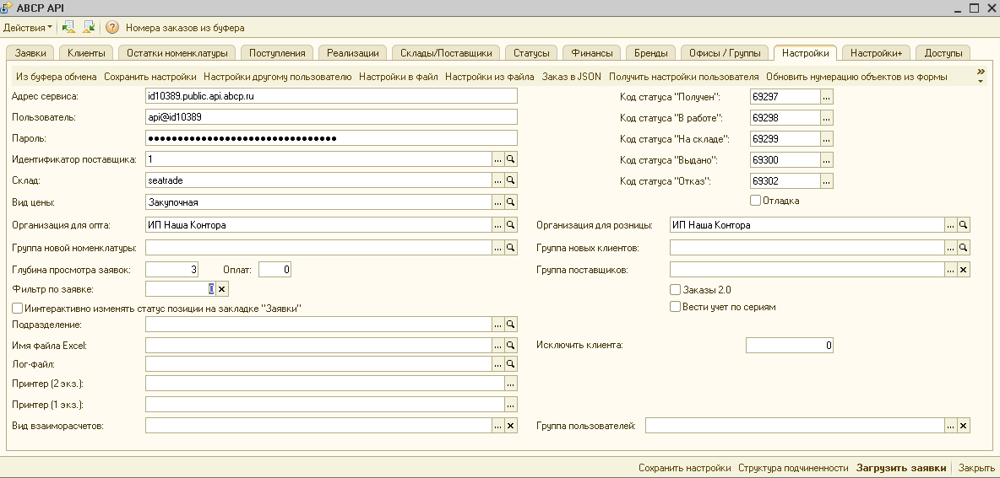 ABCP API
Действия Номера заказов из буфера
Заявки Клиенты Остатки номенклатуры Поступления Реализации Склады/Поставщики Статусы Финансы Бренды Офисы / Группы Настройки Настройки+ Доступы
Из буфера обмена Сохранить настройки Настройки другому пользователю Настройки в файл Настройки из файла Заказ в JSON Получить настройки пользователя Обновить нумерацию объектов из формы
Адрес сервиса: id10389.public.api.abcp.ru Код статуса "Получен": 69297 ...
Пользователь: api@id10389 Код статуса "В работе": 69298 ...
Пароль: ●●●●●●●●●●●●●●●●●●●●●●●●●●●●●●●● Код статуса "На складе": 69299 ...
Идентификатор поставщика: 1 ... Код статуса "Выдано": 69300 ...
Склад: seatrade ... Код статуса "Отказ": 69302 ...
Вид цены: Закупочная ... Отладка
Организация для опта: ИП Наша Контора ... Организация для розницы: ИП Наша Контора ...
Группа новой номенклатуры: ... Группа новых клиентов: ...
Глубина просмотра заявок: 3 Оплат: 0 Группа поставщиков: ... ×
Фильтр по заявке: 0 × Заказы 2.0
Иинтерактивно изменять статус позиции на закладке "Заявки" Вести учет по сериям
Подразделение: ...
Имя файла Excel: ... Исключить клиента: 0
Лог-файл: ...
Принтер (2 экз.): ...
Принтер (1 экз.): ...
Вид взаиморасчетов: ... × Группа пользователей: ... ×
Сохранить настройки Структура подчиненности Загрузить заявки Закрыть